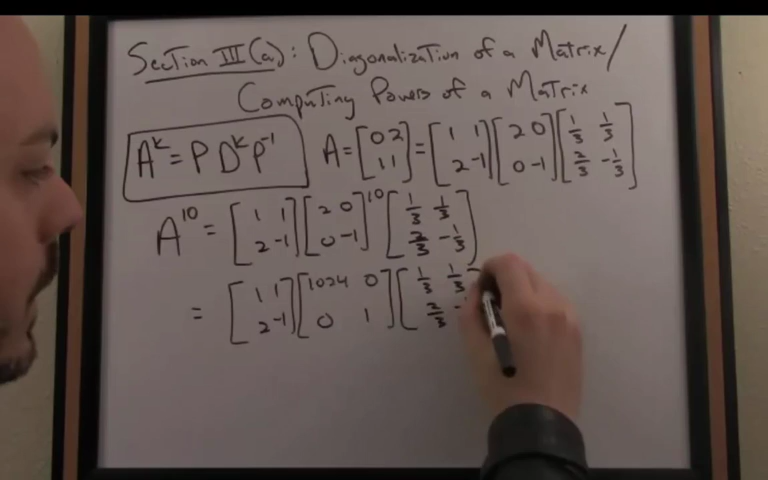 Section III(a): Diagonalization of a Matrix/
Computing Powers of a Matrix
A^k = P D^k P^-1   A = [0 2; 1 1] = [1 1; 2 -1] [2 0; 0 -1] [1/3 1/3; 2/3 -1/3]
A^10 = [1 1; 2 -1] [2 0; 0 -1]^10 [1/3 1/3; 2/3 -1/3]
= [1 1; 2 -1] [1024 0; 0 1] [1/3 1/3; 2/3 -